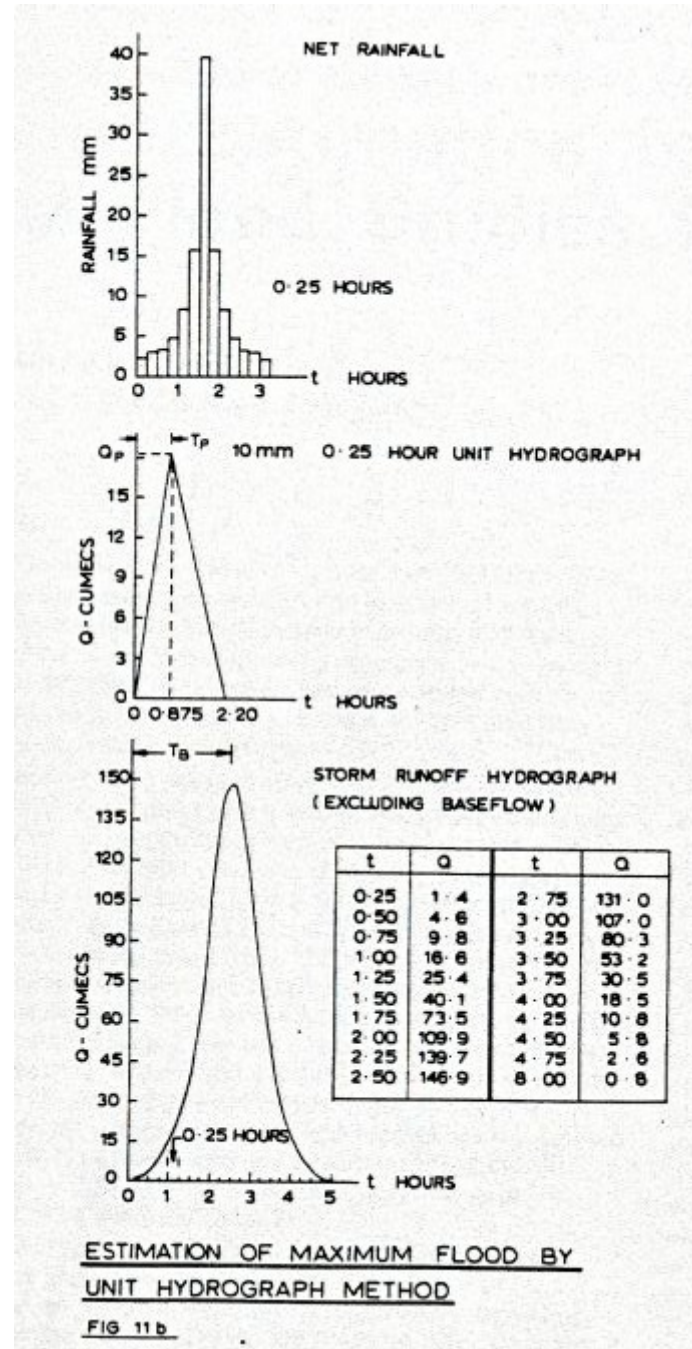 NET RAINFALL
40
35
30
25
20
15
10
5
0
RAINFALL mm
0·25 HOURS
0 1 2 3 t HOURS
Qp Tp 10mm 0·25 HOUR UNIT HYDROGRAPH
15
12
9
6
3
0
Q - CUMECS
0 0·875 2·20 t HOURS
TB
STORM RUNOFF HYDROGRAPH
(EXCLUDING BASEFLOW)
150
135
120
105
90
75
60
45
30
15
0
Q - CUMECS
0·25 HOURS
0 1 2 3 4 5 t HOURS
t Q t Q
0·25 1·4 2·75 131·0
0·50 4·6 3·00 107·0
0·75 9·8 3·25 80·3
1·00 16·6 3·50 53·2
1·25 25·4 3·75 30·5
1·50 40·1 4·00 18·5
1·75 73·5 4·25 10·8
2·00 109·9 4·50 5·8
2·25 139·7 4·75 2·6
2·50 146·9 8·00 0·8
ESTIMATION OF MAXIMUM FLOOD BY
UNIT HYDROGRAPH METHOD
FIG 11b